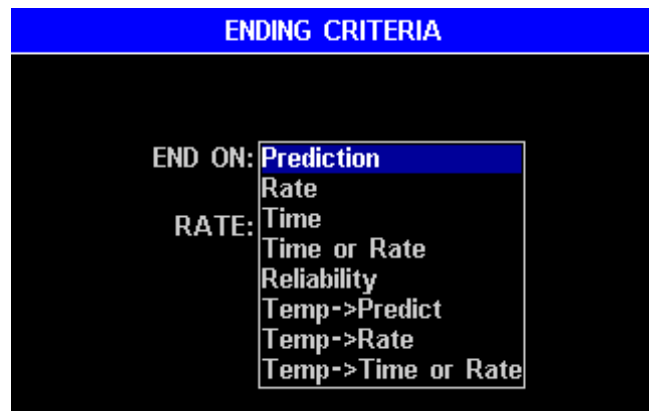 ENDING CRITERIA
END ON: Prediction
Rate
RATE: Time
Time or Rate
Reliability
Temp->Predict
Temp->Rate
Temp->Time or Rate